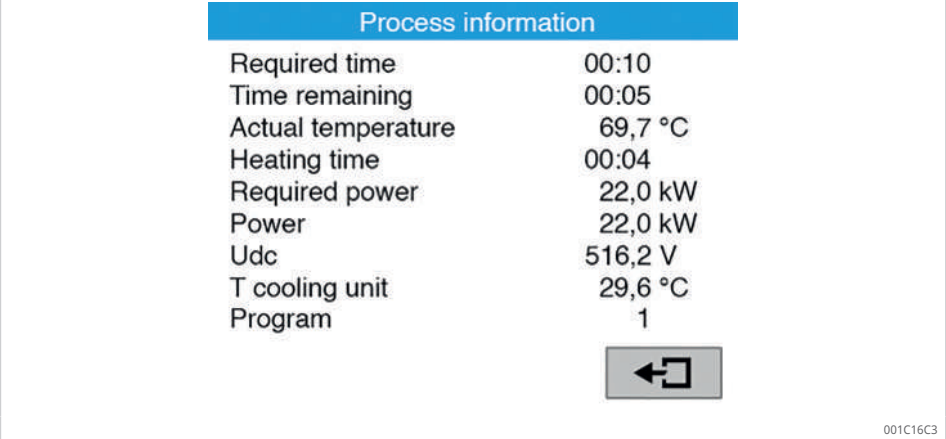 Process information
Required time 00:10
Time remaining 00:05
Actual temperature 69,7 °C
Heating time 00:04
Required power 22,0 kW
Power 22,0 kW
Udc 516,2 V
T cooling unit 29,6 °C
Program 1
001C16C3